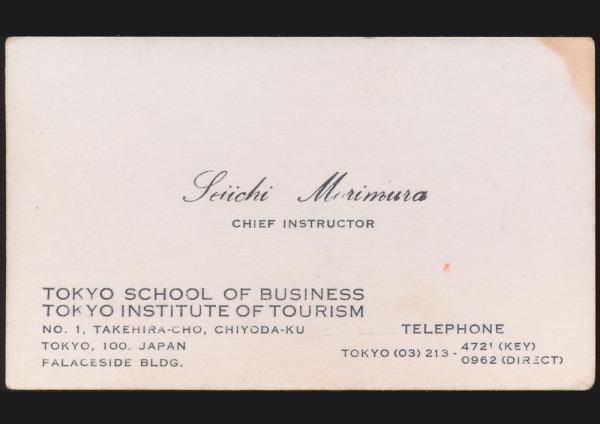 Seiichi Morimura
CHIEF INSTRUCTOR
TOKYO SCHOOL OF BUSINESS
TOKYO INSTITUTE OF TOURISM
NO. 1, TAKEHIRA-CHO, CHIYODA-KU
TOKYO, 100. JAPAN
PALACESIDE BLDG.
TELEPHONE
TOKYO (03) 213 - 4721 (KEY)
0962 (DIRECT)